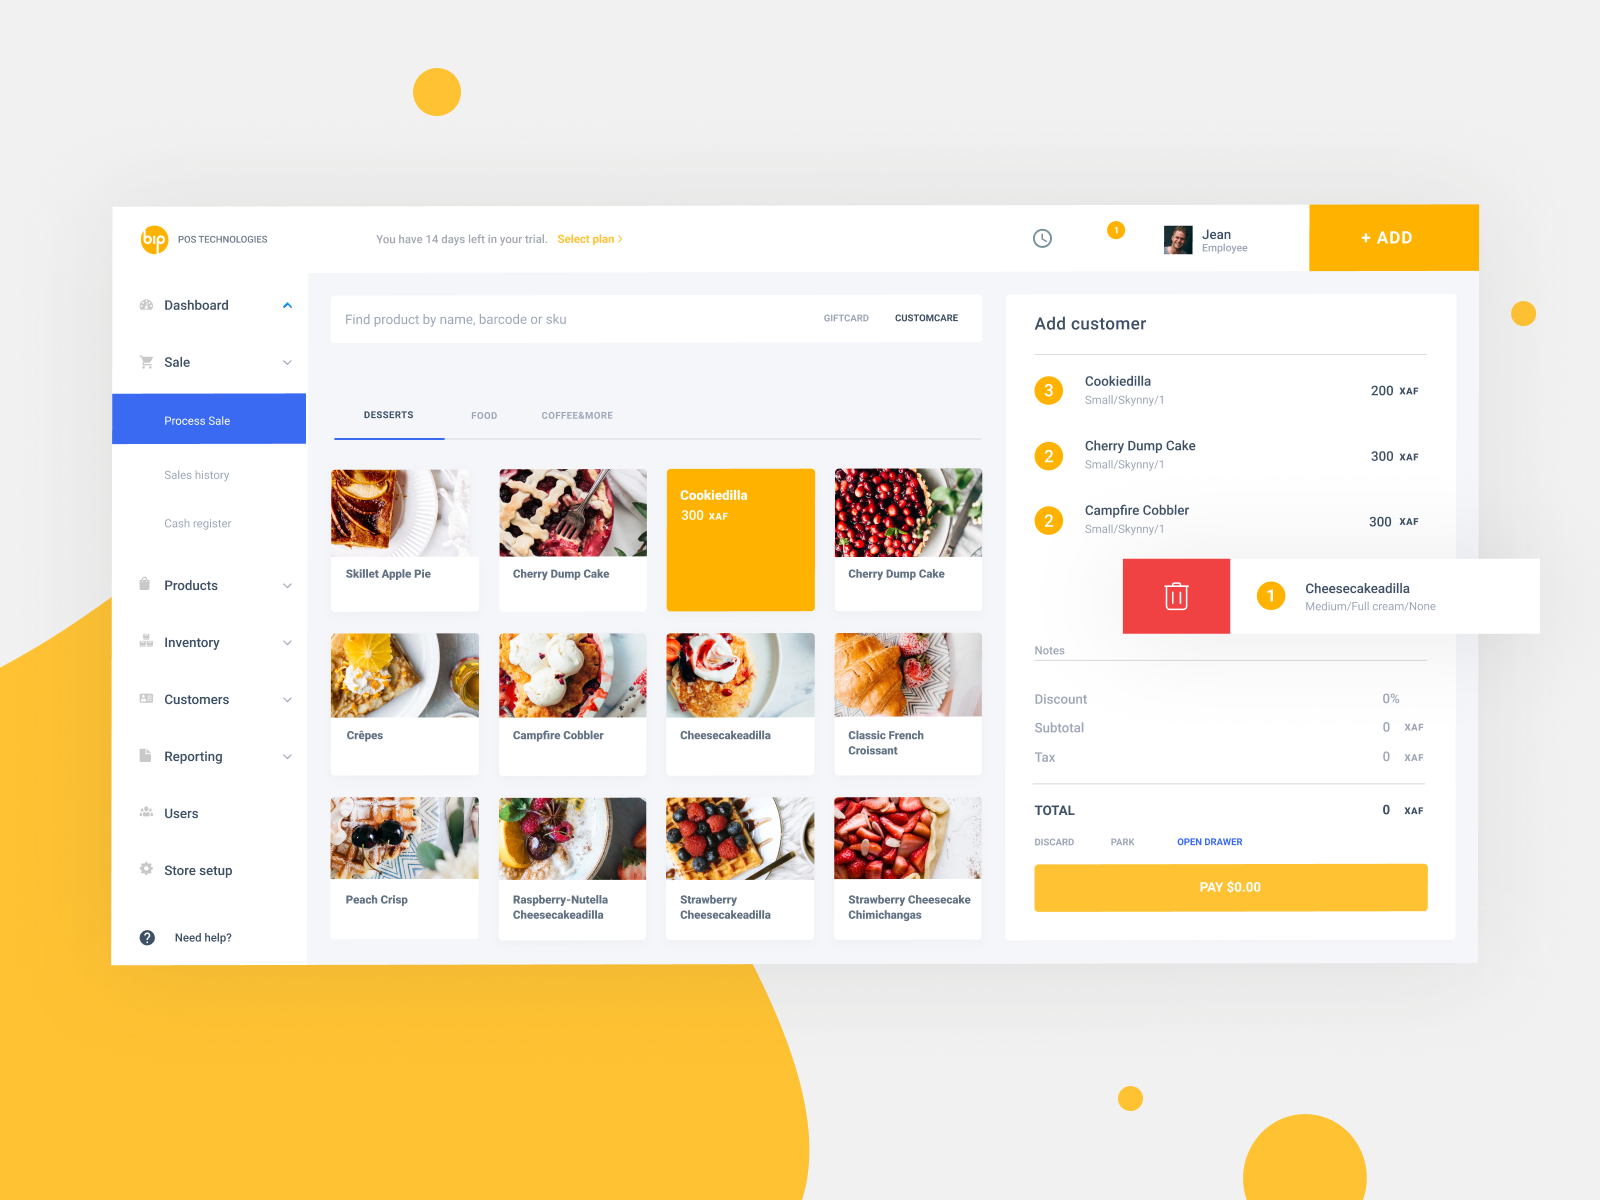 bip
POS TECHNOLOGIES
You have 14 days left in your trial. Select plan >
1
Jean
Employee
+ ADD
Dashboard
Sale
Process Sale
Sales history
Cash register
Products
Inventory
Customers
Reporting
Users
Store setup
? Need help?
Find product by name, barcode or sku
GIFTCARD
CUSTOMCARE
DESSERTS
FOOD
COFFEE&MORE
Skillet Apple Pie
Cherry Dump Cake
Cookiedilla
300 XAF
Cherry Dump Cake
Crêpes
Campfire Cobbler
Cheesecakeadilla
Classic French
Croissant
Peach Crisp
Raspberry-Nutella
Cheesecakeadilla
Strawberry
Cheesecakeadilla
Strawberry Cheesecake
Chimichangas
Add customer
3 Cookiedilla 200 XAF
Small/Skynny/1
2 Cherry Dump Cake 300 XAF
Small/Skynny/1
2 Campfire Cobbler 300 XAF
Small/Skynny/1
1 Cheesecakeadilla
Medium/Full cream/None
Notes
Discount 0%
Subtotal 0 XAF
Tax 0 XAF
TOTAL 0 XAF
DISCARD
PARK
OPEN DRAWER
PAY $0.00